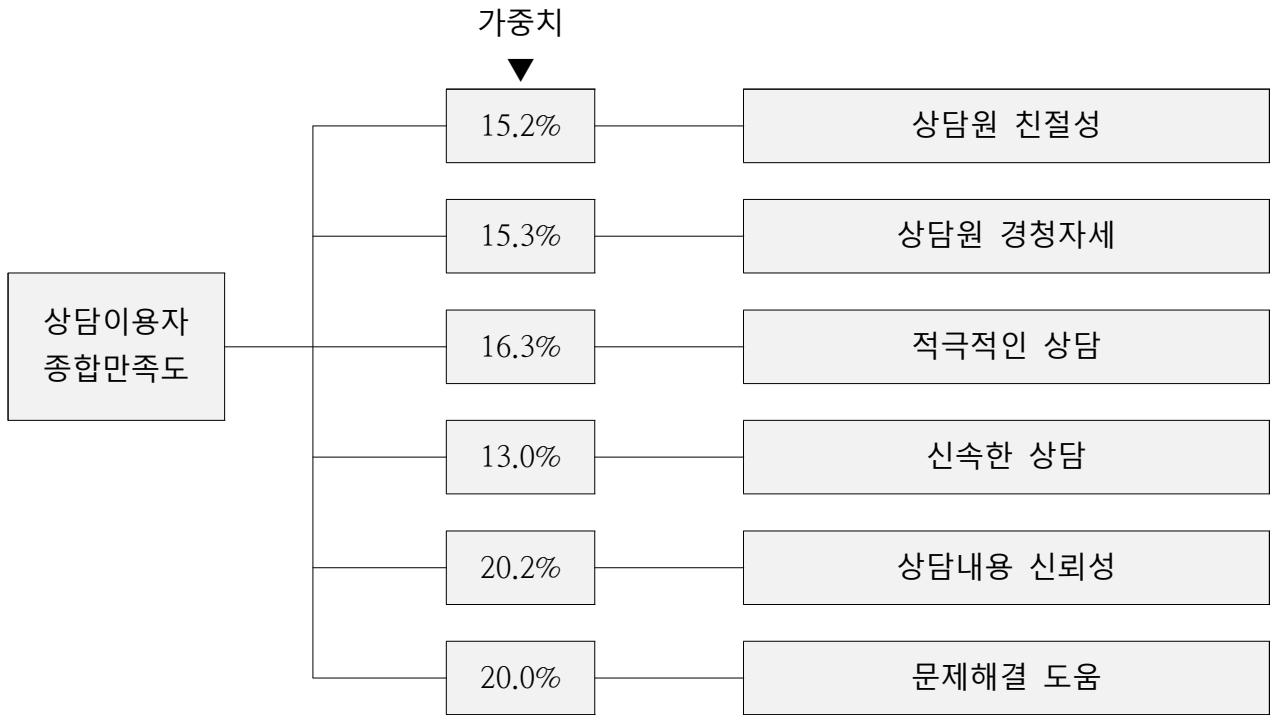 가중치
▼
15.2% 상담원 친절성
15.3% 상담원 경청자세
상담이용자
종합만족도
16.3% 적극적인 상담
13.0% 신속한 상담
20.2% 상담내용 신뢰성
20.0% 문제해결 도움